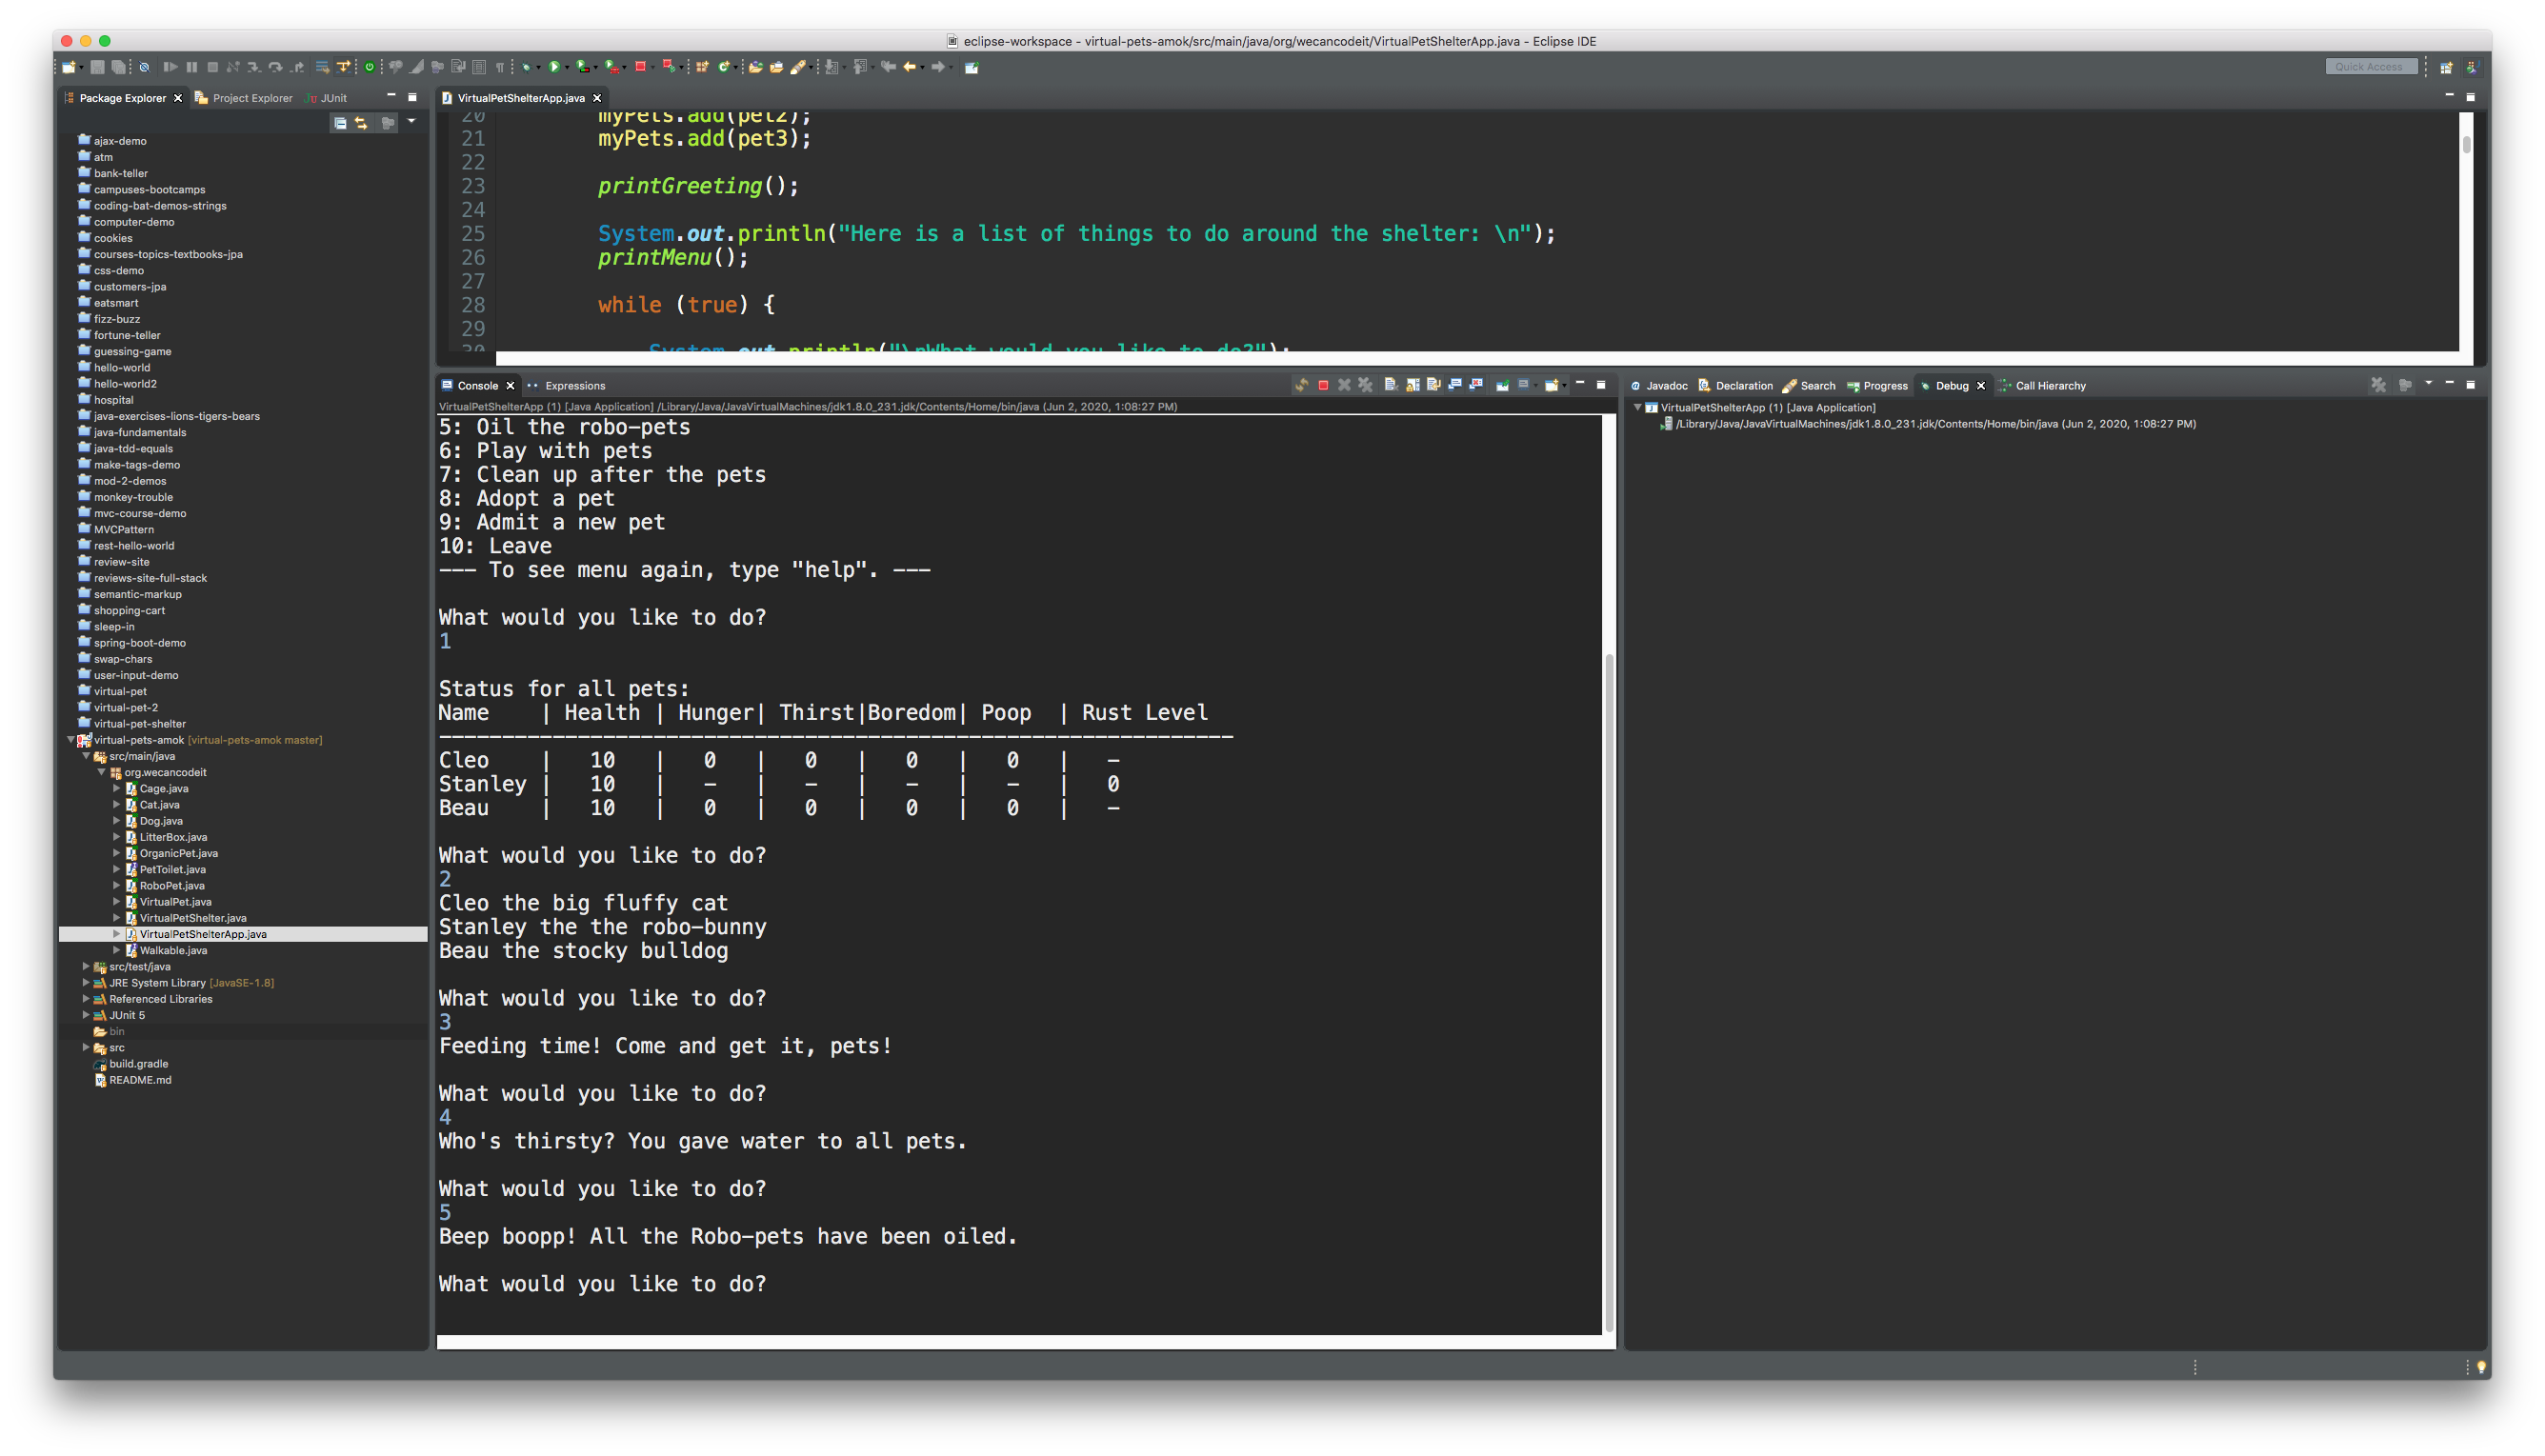 eclipse-workspace - virtual-pets-amok/src/main/java/org/wecancodeit/VirtualPetShelterApp.java - Eclipse IDE
Quick Access
Package Explorer
Project Explorer
JUnit
ajax-demo
atm
bank-teller
campuses-bootcamps
coding-bat-demos-strings
computer-demo
cookies
courses-topics-textbooks-jpa
css-demo
customers-jpa
eatsmart
fizz-buzz
fortune-teller
guessing-game
hello-world
hello-world2
hospital
java-exercises-lions-tigers-bears
java-fundamentals
java-tdd-equals
make-tags-demo
mod-2-demos
monkey-trouble
mvc-course-demo
MVCPattern
rest-hello-world
review-site
reviews-site-full-stack
semantic-markup
shopping-cart
sleep-in
spring-boot-demo
swap-chars
user-input-demo
virtual-pet
virtual-pet-2
virtual-pet-shelter
virtual-pets-amok [virtual-pets-amok master]
src/main/java
org.wecancodeit
Cage.java
Cat.java
Dog.java
LitterBox.java
OrganicPet.java
PetToilet.java
RoboPet.java
VirtualPet.java
VirtualPetShelter.java
VirtualPetShelterApp.java
Walkable.java
src/test/java
JRE System Library [JavaSE-1.8]
Referenced Libraries
JUnit 5
bin
src
build.gradle
README.md
VirtualPetShelterApp.java
20 myPets.add(pet2);
21 myPets.add(pet3);
22
23 printGreeting();
24
25 System.out.println("Here is a list of things to do around the shelter: \n");
26 printMenu();
27
28 while (true) {
29
30 System.out.println("\nWhat would you like to do?");
Console
Expressions
VirtualPetShelterApp (1) [Java Application] /Library/Java/JavaVirtualMachines/jdk1.8.0_231.jdk/Contents/Home/bin/java (Jun 2, 2020, 1:08:27 PM)
5: Oil the robo-pets
6: Play with pets
7: Clean up after the pets
8: Adopt a pet
9: Admit a new pet
10: Leave
--- To see menu again, type "help". ---
What would you like to do?
1
Status for all pets:
Name | Health | Hunger| Thirst|Boredom| Poop | Rust Level
---------------------------------------------------------------
Cleo | 10 | 0 | 0 | 0 | 0 | -
Stanley | 10 | - | - | - | - | 0
Beau | 10 | 0 | 0 | 0 | 0 | -
What would you like to do?
2
Cleo the big fluffy cat
Stanley the the robo-bunny
Beau the stocky bulldog
What would you like to do?
3
Feeding time! Come and get it, pets!
What would you like to do?
4
Who's thirsty? You gave water to all pets.
What would you like to do?
5
Beep boopp! All the Robo-pets have been oiled.
What would you like to do?
Javadoc
Declaration
Search
Progress
Debug
Call Hierarchy
VirtualPetShelterApp (1) [Java Application]
/Library/Java/JavaVirtualMachines/jdk1.8.0_231.jdk/Contents/Home/bin/java (Jun 2, 2020, 1:08:27 PM)